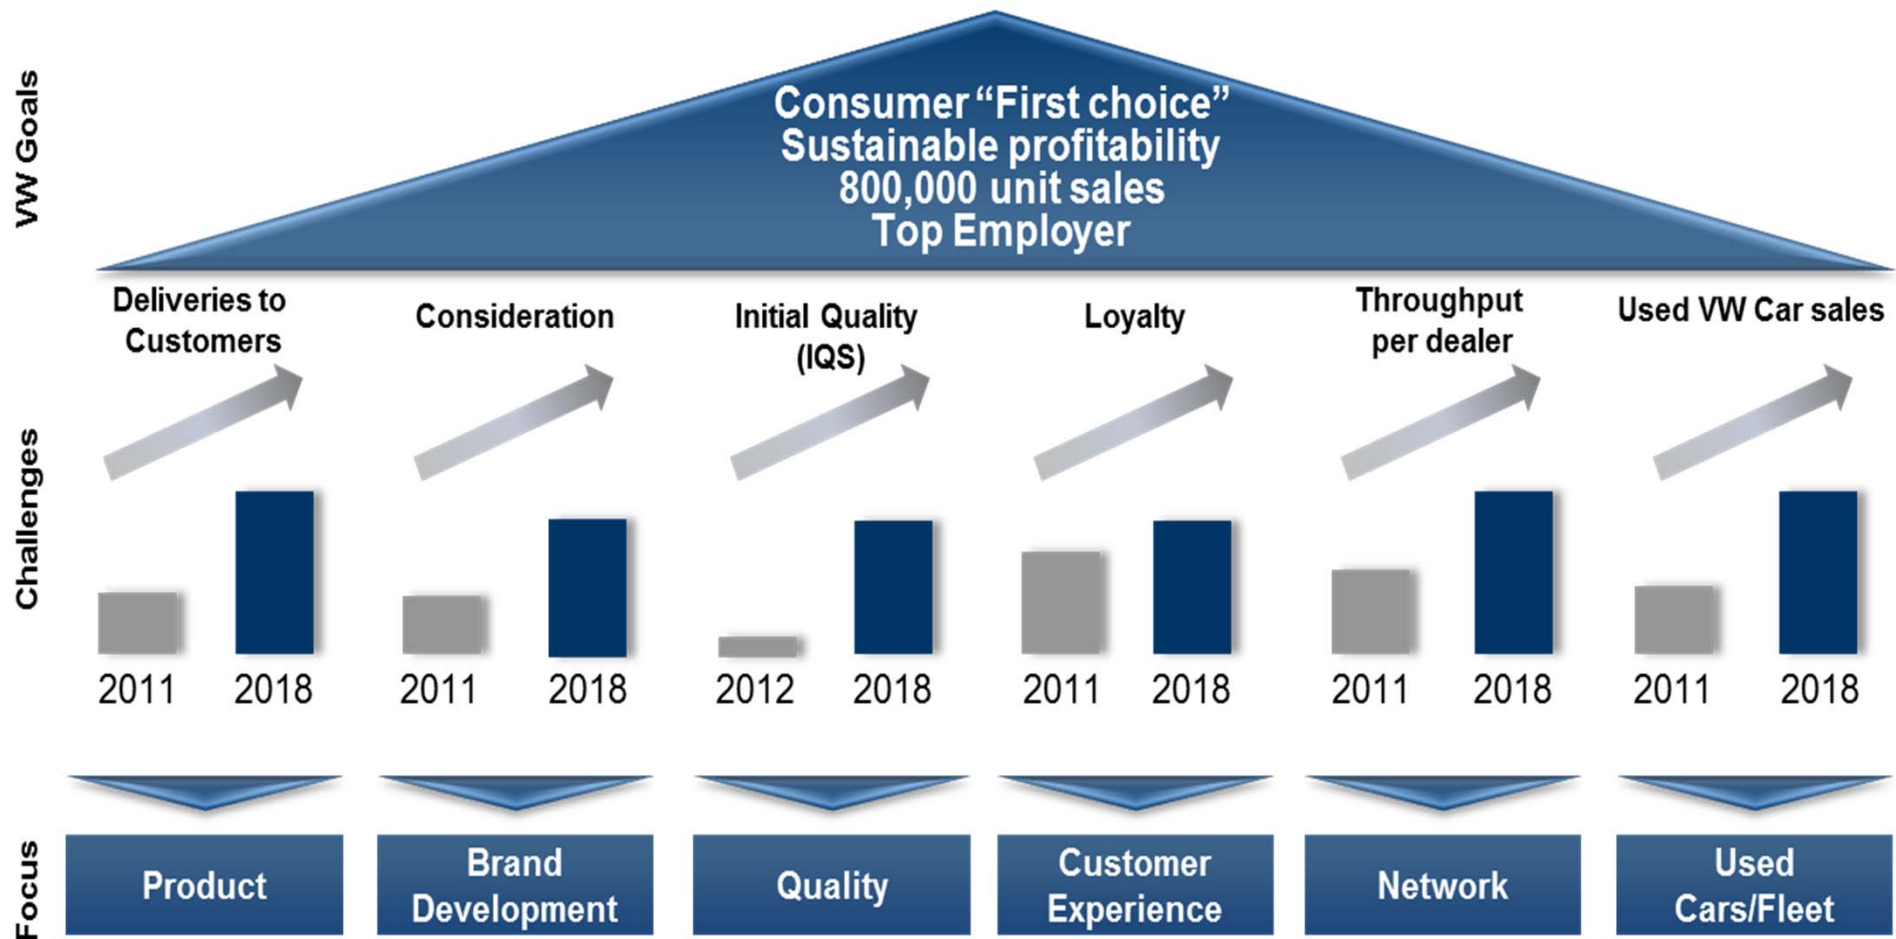 VW Goals
Consumer “First choice”
Sustainable profitability
800,000 unit sales
Top Employer
Challenges
Deliveries to
Customers
Consideration
Initial Quality
(IQS)
Loyalty
Throughput
per dealer
Used VW Car sales
2011 2018
2011 2018
2012 2018
2011 2018
2011 2018
2011 2018
Focus
Product
Brand
Development
Quality
Customer
Experience
Network
Used
Cars/Fleet